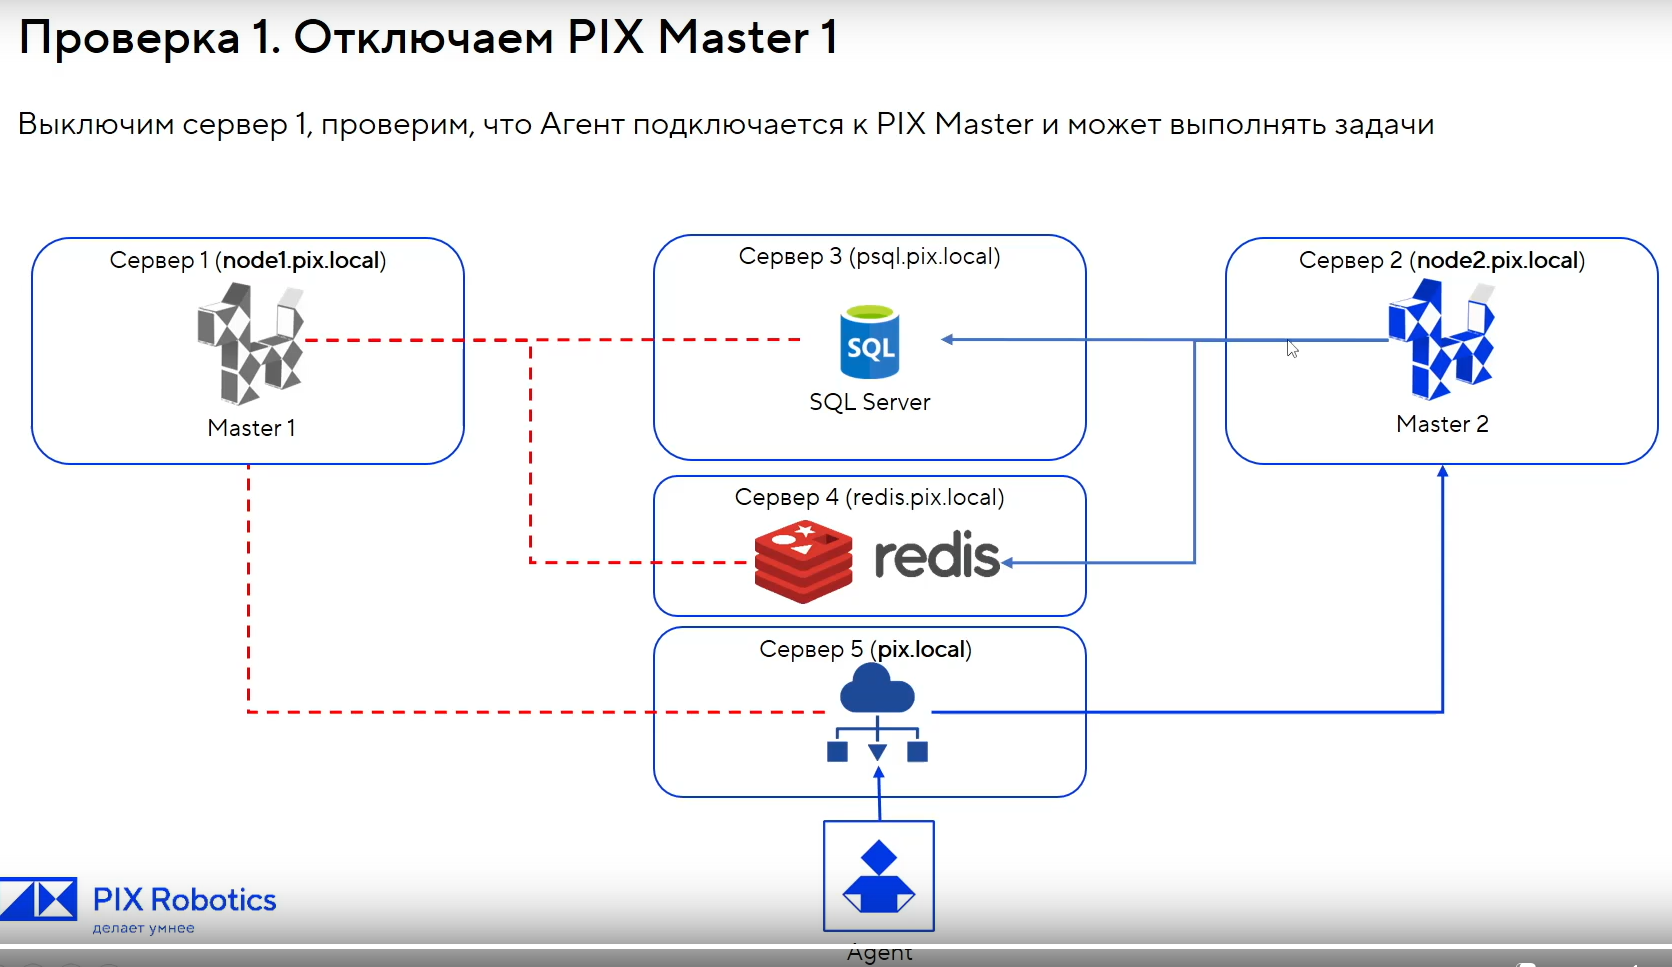 Проверка 1. Отключаем PIX Master 1
Выключим сервер 1, проверим, что Агент подключается к PIX Master и может выполнять задачи
Сервер 1 (node1.pix.local)
Master 1
Сервер 3 (psql.pix.local)
SQL
SQL Server
Сервер 2 (node2.pix.local)
Master 2
Сервер 4 (redis.pix.local)
redis
Сервер 5 (pix.local)
Agent
PIX Robotics
делает умнее